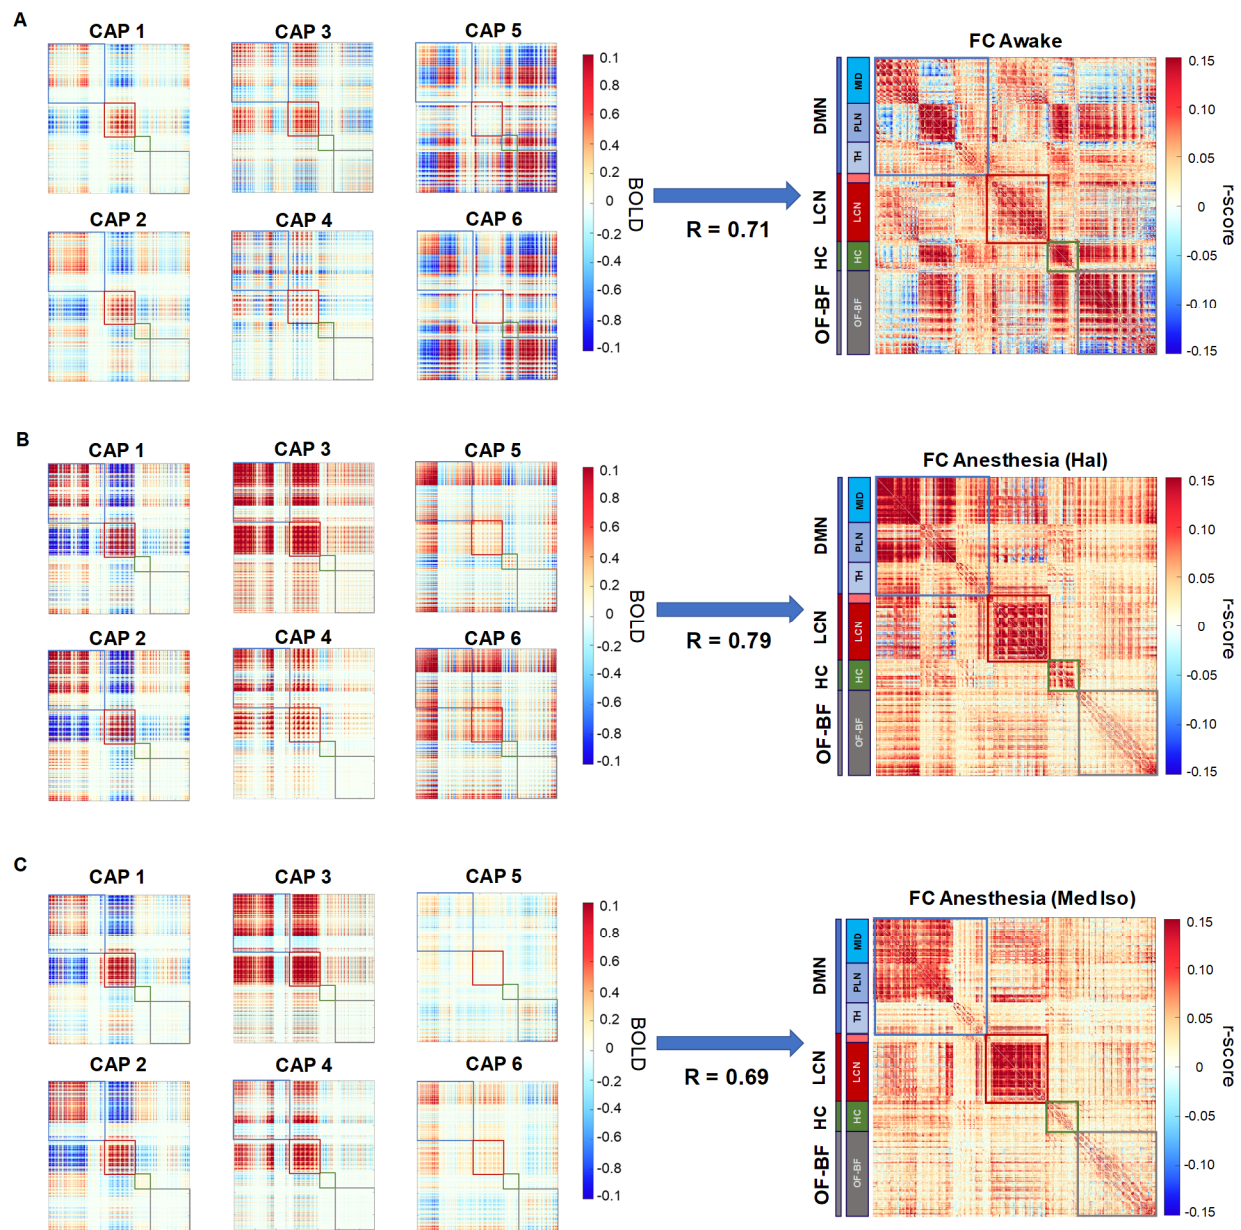 A
CAP 1
CAP 3
CAP 5
0.1
0.8
0.6
0.4
0.2
0
-0.2
-0.4
-0.6
-0.8
-0.1
BOLD
CAP 2
CAP 4
CAP 6
R = 0.71
FC Awake
DMN
LCN
HC
OF-BF
MID
PLN
TH
LCN
HC
OF-BF
0.15
0.10
0.05
0
-0.05
-0.10
-0.15
r-score
B
CAP 1
CAP 3
CAP 5
0.1
0.8
0.6
0.4
0.2
0
-0.2
-0.4
-0.6
-0.8
-0.1
BOLD
CAP 2
CAP 4
CAP 6
R = 0.79
FC Anesthesia (Hal)
DMN
LCN
HC
OF-BF
MID
PLN
TH
LCN
HC
OF-BF
0.15
0.10
0.05
0
-0.05
-0.10
-0.15
r-score
C
CAP 1
CAP 3
CAP 5
0.1
0.8
0.6
0.4
0.2
0
-0.2
-0.4
-0.6
-0.8
-0.1
BOLD
CAP 2
CAP 4
CAP 6
R = 0.69
FC Anesthesia (Med Iso)
DMN
LCN
HC
OF-BF
MID
PLN
TH
LCN
HC
OF-BF
0.15
0.10
0.05
0
-0.05
-0.10
-0.15
r-score